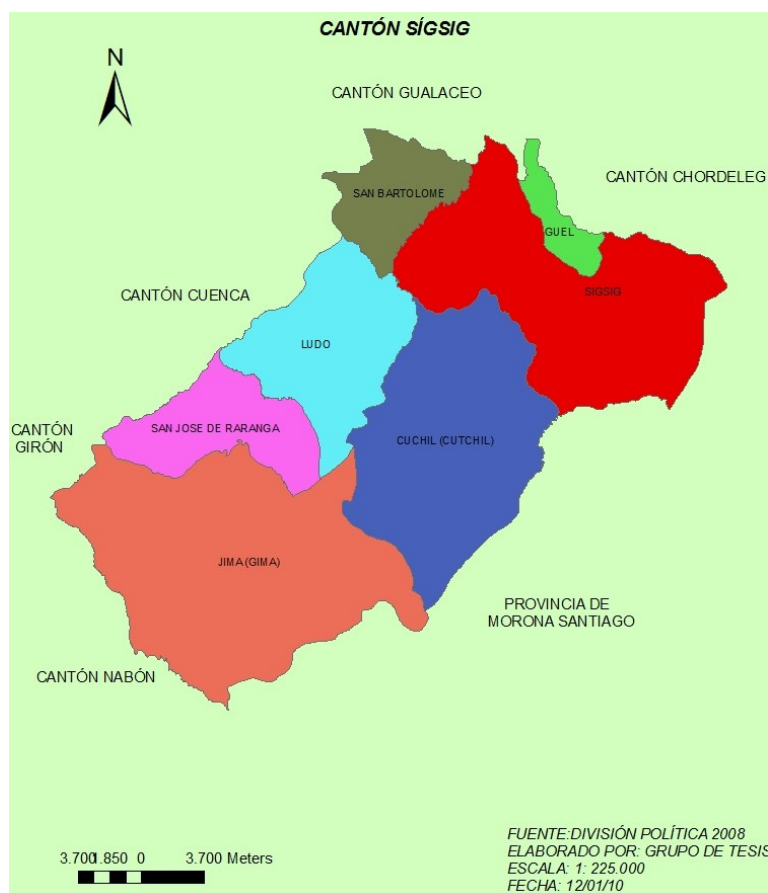 CANTÓN SÍGSIG
N
CANTÓN GUALACEO
CANTÓN CHORDELEG
SAN BARTOLOME
GUEL
SIGSIG
CANTÓN CUENCA
LUDO
CANTÓN
GIRÓN
SAN JOSE DE RARANGA
CUCHIL (CUTCHIL)
JIMA (GIMA)
PROVINCIA DE
MORONA SANTIAGO
CANTÓN NABÓN
3.700 1.850 0 3.700 Meters
FUENTE:DIVISIÓN POLÍTICA 2008
ELABORADO POR: GRUPO DE TESIS
ESCALA: 1: 225.000
FECHA: 12/01/10